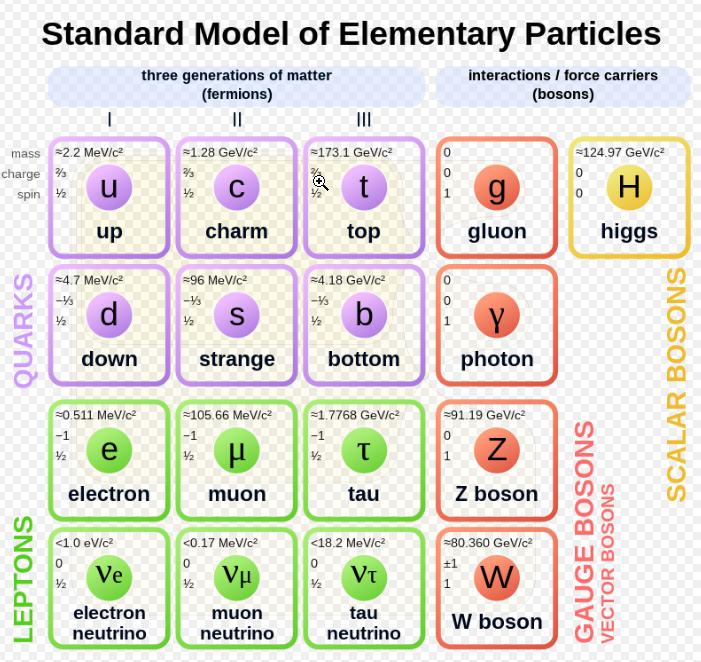 Standard Model of Elementary Particles
three generations of matter
(fermions)
interactions / force carriers
(bosons)
I
II
III
mass
charge
spin
≈2.2 MeV/c²
⅔
½
u
up
≈1.28 GeV/c²
⅔
½
c
charm
≈173.1 GeV/c²
⅔
½
t
top
0
0
1
g
gluon
≈124.97 GeV/c²
0
0
H
higgs
QUARKS
≈4.7 MeV/c²
−⅓
½
d
down
≈96 MeV/c²
−⅓
½
s
strange
≈4.18 GeV/c²
−⅓
½
b
bottom
0
0
1
γ
photon
SCALAR BOSONS
≈0.511 MeV/c²
−1
½
e
electron
≈105.66 MeV/c²
−1
½
μ
muon
≈1.7768 GeV/c²
−1
½
τ
tau
≈91.19 GeV/c²
0
1
Z
Z boson
LEPTONS
<1.0 eV/c²
0
½
νe
electron
neutrino
<0.17 MeV/c²
0
½
νμ
muon
neutrino
<18.2 MeV/c²
0
½
ντ
tau
neutrino
≈80.360 GeV/c²
±1
1
W
W boson
GAUGE BOSONS
VECTOR BOSONS